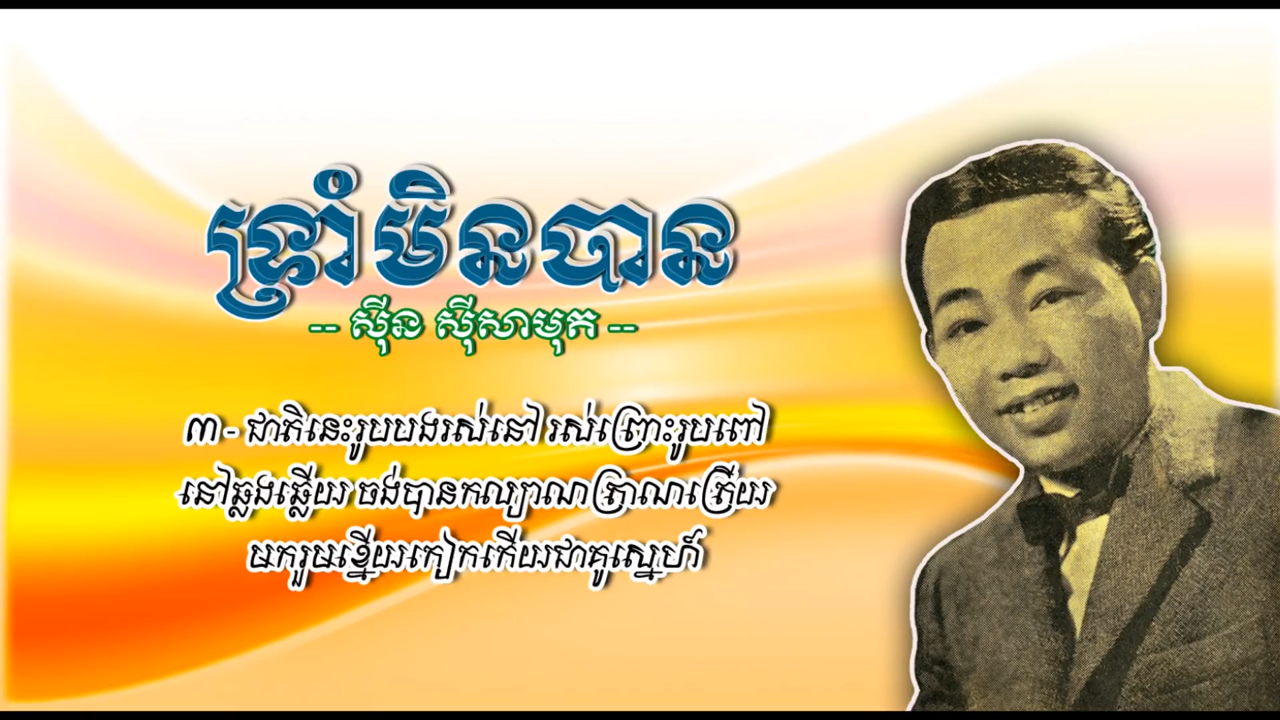 ទ្រាំមិនបាន
-- ស៊ីន ស៊ីសាមុត --
៣ - ជាតិនេះរូបបងរស់នៅ រស់ព្រោះរូបពៅ
នៅឆ្លងឆ្លើយ ចង់បានកល្យាណត្រាណត្រើយ
មករួមខ្នើយកៀកកើយជាគូស្នេហ៍